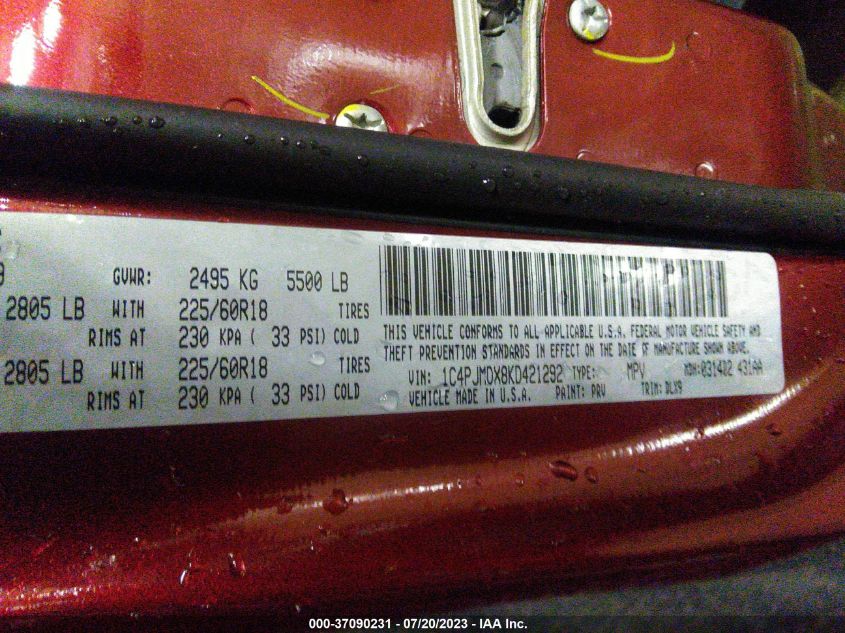 GVWR: 2495 KG 5500 LB
2805 LB WITH 225/60R18 TIRES
RIMS AT 230 KPA ( 33 PSI) COLD
2805 LB WITH 225/60R18 TIRES
RIMS AT 230 KPA ( 33 PSI) COLD
THIS VEHICLE CONFORMS TO ALL APPLICABLE U.S.A. FEDERAL MOTOR VEHICLE SAFETY AND
THEFT PREVENTION STANDARDS IN EFFECT ON THE DATE OF MANUFACTURE SHOWN ABOVE.
VIN: 1C4PJMDX8KD421292 TYPE: MPV MDH: 031402 431AA
VEHICLE MADE IN U.S.A. PAINT: PRV TRIM: DLX9
000-37090231 - 07/20/2023 - IAA Inc.